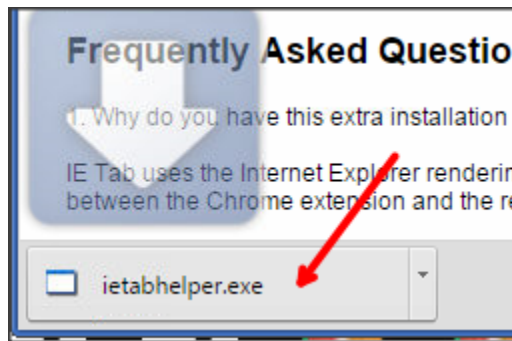 Frequently Asked Questio
1. Why do you have this extra installation
IE Tab uses the Internet Explorer renderin
between the Chrome extension and the re
ietabhelper.exe